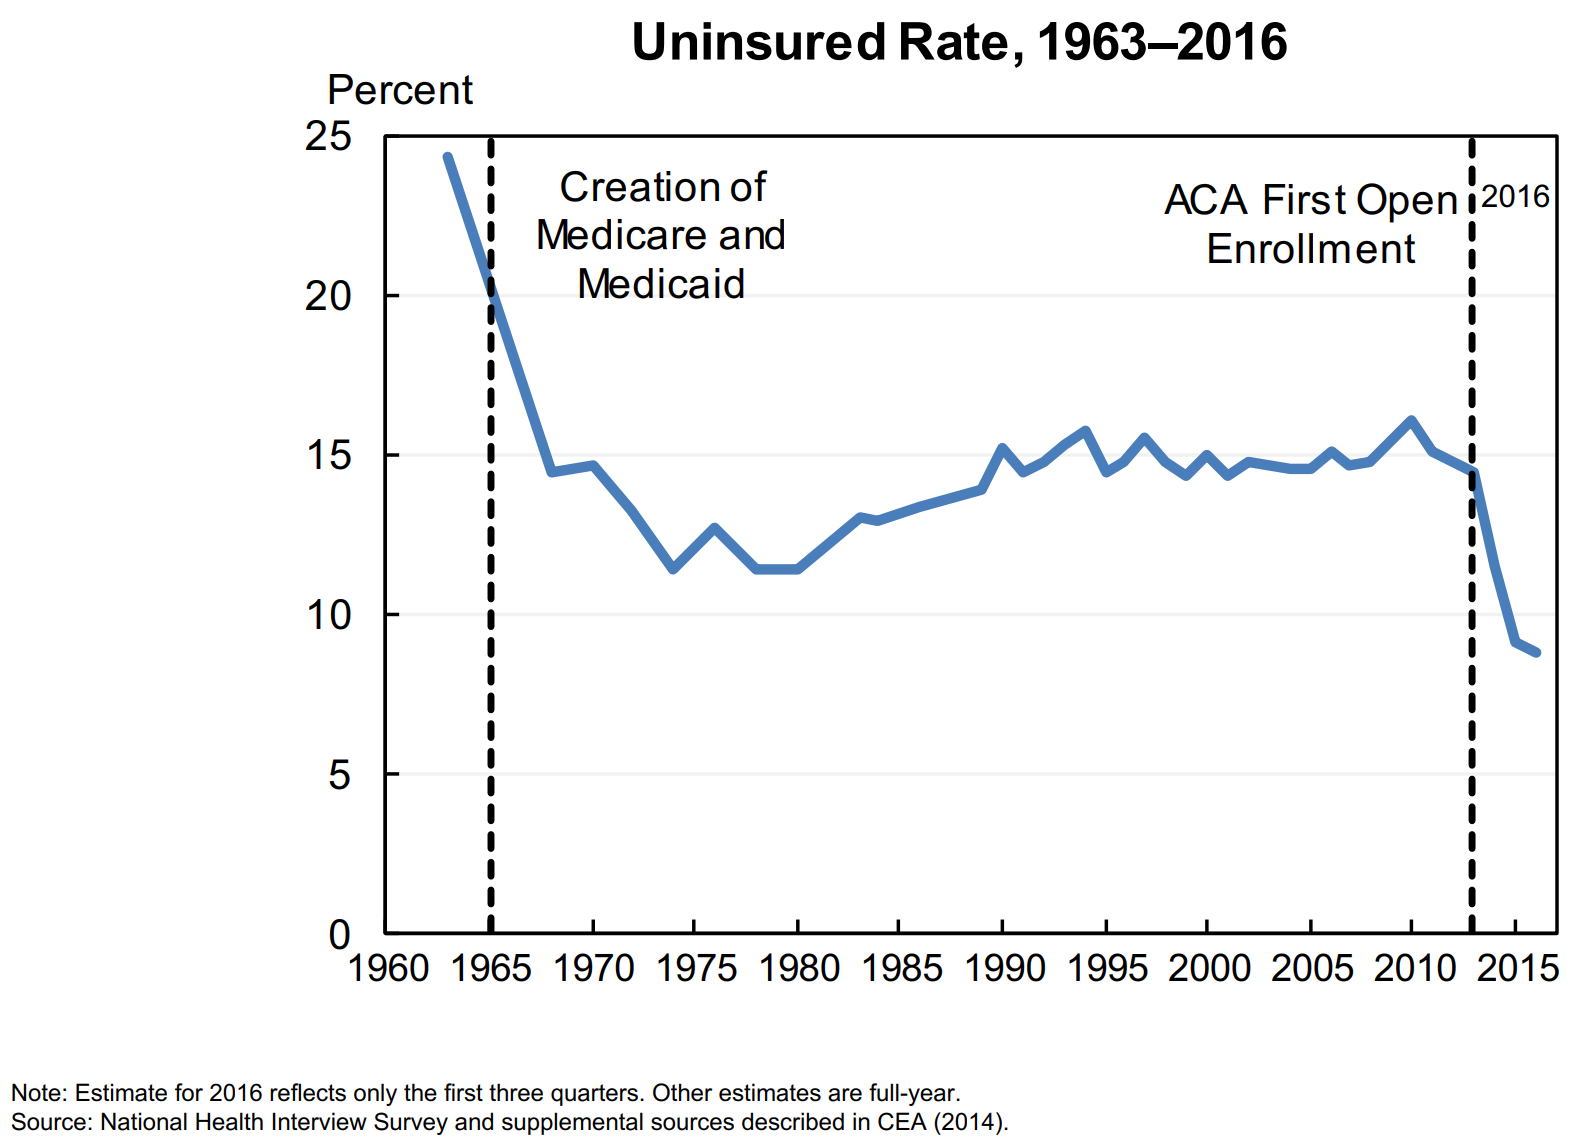 Uninsured Rate, 1963–2016
Percent
25
20
15
10
5
0
Creation of
Medicare and
Medicaid
ACA First Open
Enrollment
2016
1960 1965 1970 1975 1980 1985 1990 1995 2000 2005 2010 2015
Note: Estimate for 2016 reflects only the first three quarters. Other estimates are full-year.
Source: National Health Interview Survey and supplemental sources described in CEA (2014).